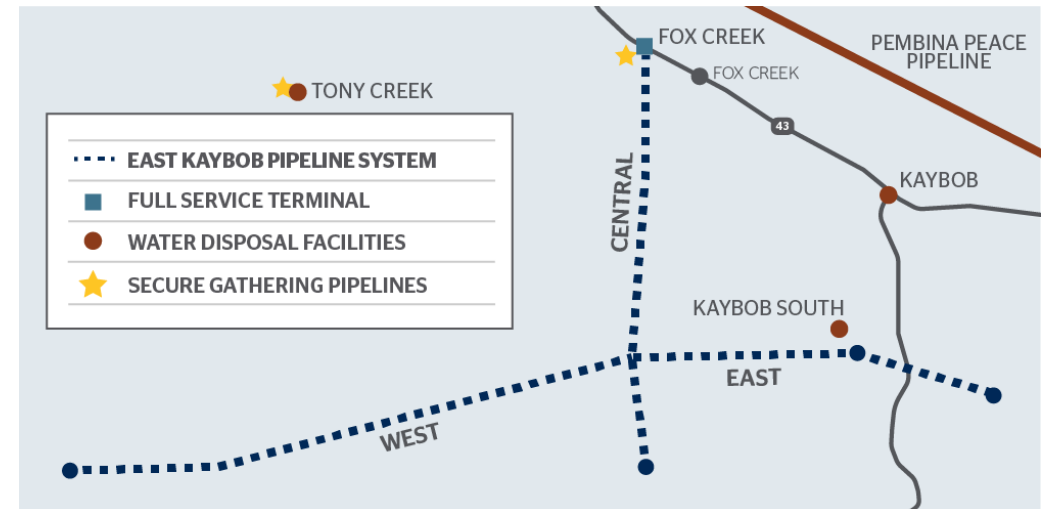 FOX CREEK
PEMBINA PEACE
PIPELINE
FOX CREEK
TONY CREEK
43
EAST KAYBOB PIPELINE SYSTEM
FULL SERVICE TERMINAL
WATER DISPOSAL FACILITIES
SECURE GATHERING PIPELINES
CENTRAL
KAYBOB
KAYBOB SOUTH
EAST
WEST